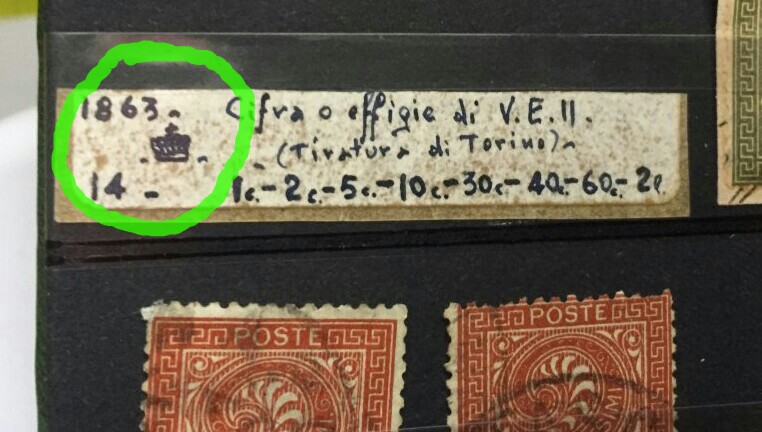 1863- Cifra o effigie di V.E.II.
(Tiratura di Torino)-
14 - 1c.-2c.-5c.-10c.-30c.-40c.-60c.-2l.
POSTE POSTE